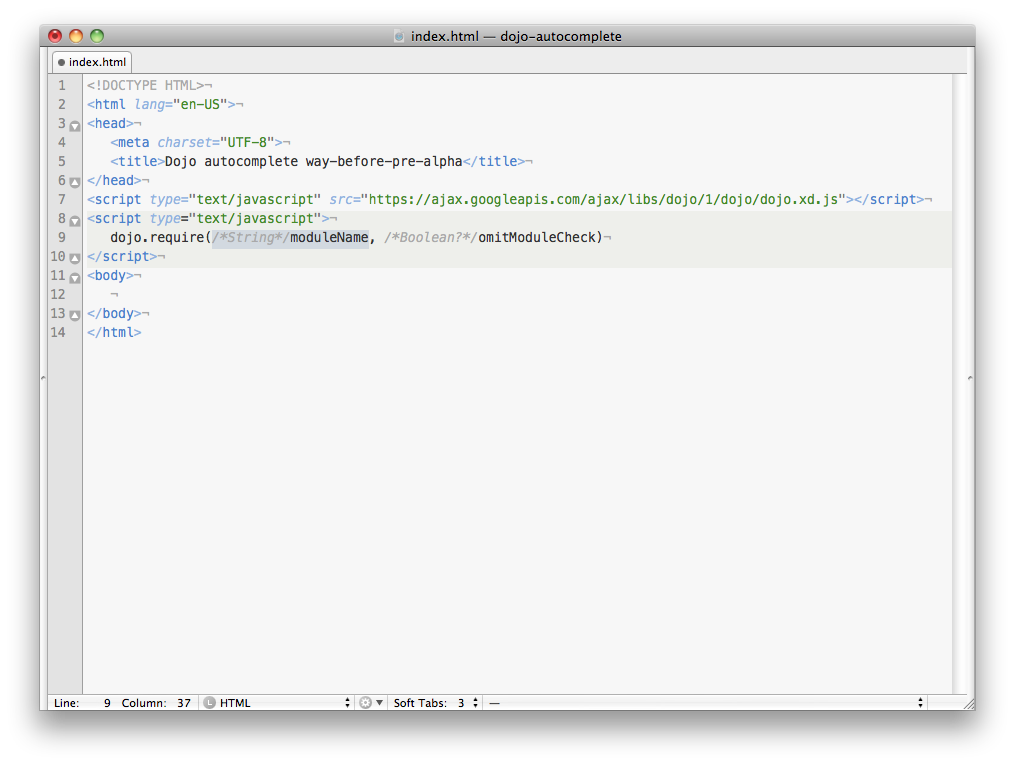 index.html — dojo-autocomplete
index.html
1 <!DOCTYPE HTML>¬
2 <html lang="en-US">¬
3 <head>¬
4 <meta charset="UTF-8">¬
5 <title>Dojo autocomplete way-before-pre-alpha</title>¬
6 </head>¬
7 <script type="text/javascript" src="https://ajax.googleapis.com/ajax/libs/dojo/1/dojo/dojo.xd.js"></script>¬
8 <script type="text/javascript">¬
9 dojo.require(/*String*/moduleName, /*Boolean?*/omitModuleCheck)¬
10 </script>¬
11 <body>¬
12 ¬
13 </body>¬
14 </html>
Line: 9 Column: 37 L HTML Soft Tabs: 3 —